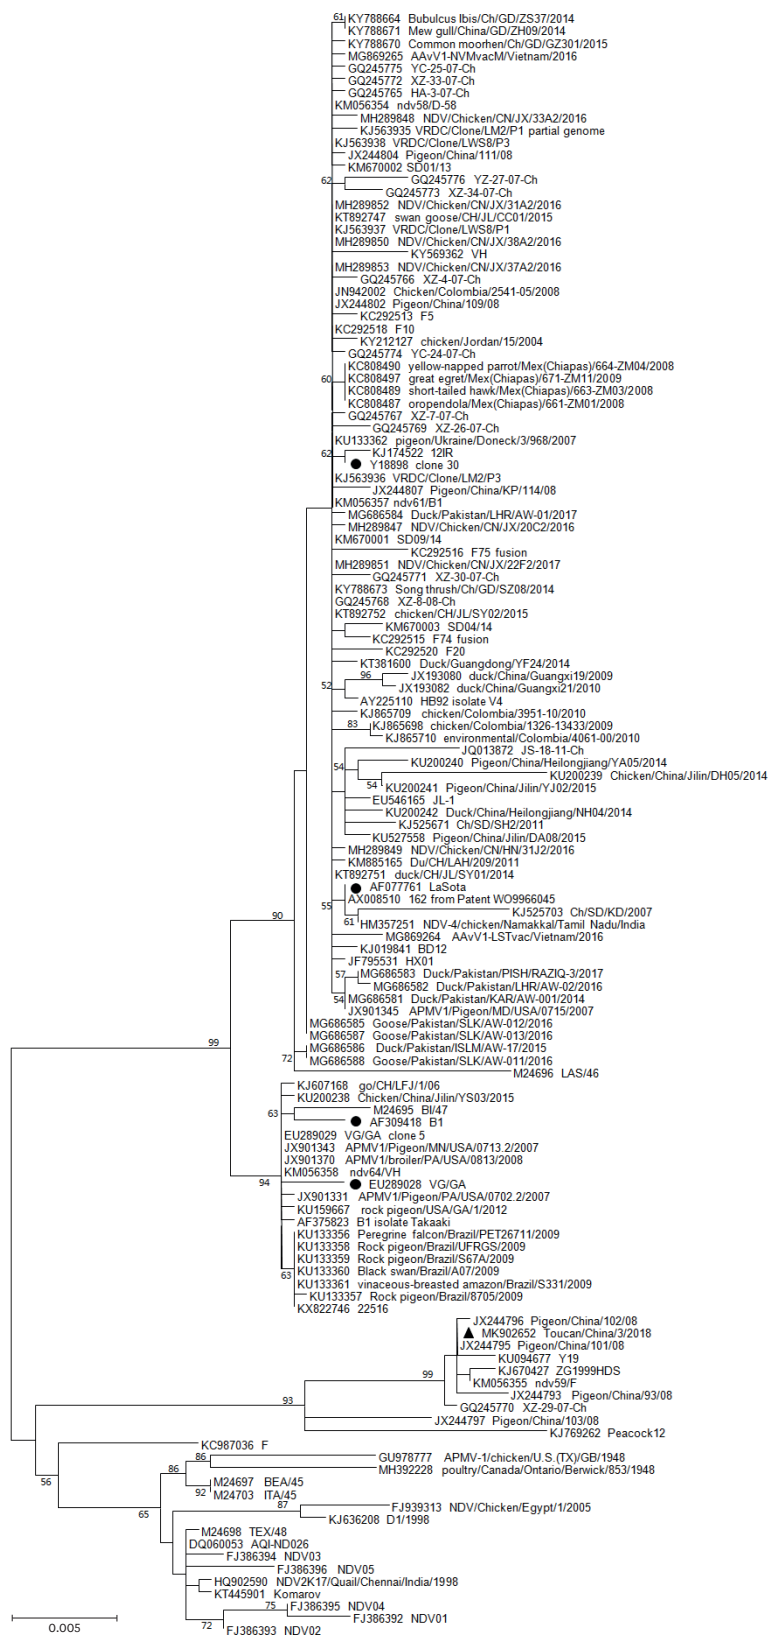 61
KY788664 Bubulcus Ibis/Ch/GD/ZS37/2014
KY788671 Mew gull/China/GD/ZH09/2014
KY788670 Common moorhen/Ch/GD/GZ301/2015
MG869265 AAvV1-NVMvacM/Vietnam/2016
GQ245775 YC-25-07-Ch
GQ245772 XZ-33-07-Ch
GQ245765 HA-3-07-Ch
KM056354 ndv58/D-58
MH289848 NDV/Chicken/CN/JX/33A2/2016
KJ563935 VRDC/Clone/LM2/P1 partial genome
KJ563938 VRDC/Clone/LWS8/P3
JX244804 Pigeon/China/111/08
KM670002 SD01/13
62
GQ245776 YZ-27-07-Ch
GQ245773 XZ-34-07-Ch
MH289852 NDV/Chicken/CN/JX/31A2/2016
KT892747 swan goose/CH/JL/CC01/2015
KJ563937 VRDC/Clone/LWS8/P1
MH289850 NDV/Chicken/CN/JX/38A2/2016
KY569362 VH
MH289853 NDV/Chicken/CN/JX/37A2/2016
GQ245766 XZ-4-07-Ch
JN942002 Chicken/Colombia/2541-05/2008
JX244802 Pigeon/China/109/08
KC292513 F5
KC292518 F10
KY212127 chicken/Jordan/15/2004
GQ245774 YC-24-07-Ch
KC808490 yellow-napped parrot/Mex(Chiapas)/664-ZM04/2008
60
KC808497 great egret/Mex(Chiapas)/671-ZM11/2009
KC808489 short-tailed hawk/Mex(Chiapas)/663-ZM03/2008
KC808487 oropendola/Mex(Chiapas)/661-ZM01/2008
GQ245767 XZ-7-07-Ch
GQ245769 XZ-26-07-Ch
KU133362 pigeon/Ukraine/Doneck/3/968/2007
62
KJ174522 12IR
Y18898 clone 30
KJ563936 VRDC/Clone/LM2/P3
JX244807 Pigeon/China/KP/114/08
KM056357 ndv61/B1
MG686584 Duck/Pakistan/LHR/AW-01/2017
MH289847 NDV/Chicken/CN/JX/20C2/2016
KM670001 SD09/14
KC292516 F75 fusion
MH289851 NDV/Chicken/CN/JX/22F2/2017
GQ245771 XZ-30-07-Ch
KY788673 Song thrush/Ch/GD/SZ08/2014
GQ245768 XZ-8-08-Ch
KT892752 chicken/CH/JL/SY02/2015
KM670003 SD04/14
KC292515 F74 fusion
KC292520 F20
KT381600 Duck/Guangdong/YF24/2014
96
JX193080 duck/China/Guangxi19/2009
52
JX193082 duck/China/Guangxi21/2010
AY225110 HB92 isolate V4
KJ865709 chicken/Colombia/3951-10/2010
83
KJ865698 chicken/Colombia/1326-13433/2009
KJ865710 environmental/Colombia/4061-00/2010
JQ013872 JS-18-11-Ch
54
KU200240 Pigeon/China/Heilongjiang/YA05/2014
KU200239 Chicken/China/Jilin/DH05/2014
54
KU200241 Pigeon/China/Jilin/YJ02/2015
EU546165 JL-1
KU200242 Duck/China/Heilongjiang/NH04/2014
KJ525671 Ch/SD/SH2/2011
KU527558 Pigeon/China/Jilin/DA08/2015
MH289849 NDV/Chicken/CN/HN/31J2/2016
KM885165 Du/CH/LAH/209/2011
KT892751 duck/CH/JL/SY01/2014
AF077761 LaSota
55
AX008510 162 from Patent WO9966045
KJ525703 Ch/SD/KD/2007
61
HM357251 NDV-4/chicken/Namakkal/Tamil Nadu/India
90
MG869264 AAvV1-LSTvac/Vietnam/2016
KJ019841 BD12
JF795531 HX01
57
MG686583 Duck/Pakistan/PISH/RAZIQ-3/2017
MG686582 Duck/Pakistan/LHR/AW-02/2016
54
MG686581 Duck/Pakistan/KAR/AW-001/2014
JX901345 APMV1/Pigeon/MD/USA/0715/2007
MG686585 Goose/Pakistan/SLK/AW-012/2016
MG686587 Goose/Pakistan/SLK/AW-013/2016
99
MG686586 Duck/Pakistan/ISLM/AW-17/2015
72
MG686588 Goose/Pakistan/SLK/AW-011/2016
M24696 LAS/46
KJ607168 go/CH/LFJ/1/06
KU200238 Chicken/China/Jilin/YS03/2015
63
M24695 BI/47
AF309418 B1
EU289029 VG/GA clone 5
JX901343 APMV1/Pigeon/MN/USA/0713.2/2007
JX901370 APMV1/broiler/PA/USA/0813/2008
KM056358 ndv64/VH
94
EU289028 VG/GA
JX901331 APMV1/Pigeon/PA/USA/0702.2/2007
KU159667 rock pigeon/USA/GA/1/2012
AF375823 B1 isolate Takaaki
KU133356 Peregrine falcon/Brazil/PET26711/2009
KU133358 Rock pigeon/Brazil/UFRGS/2009
KU133359 Rock pigeon/Brazil/S67A/2009
63
KU133360 Black swan/Brazil/A07/2009
KU133361 vinaceous-breasted amazon/Brazil/S331/2009
KU133357 Rock pigeon/Brazil/8705/2009
KX822746 22516
JX244796 Pigeon/China/102/08
MK902652 Toucan/China/3/2018
JX244795 Pigeon/China/101/08
KU094677 Y19
99
KJ670427 ZG1999HDS
KM056355 ndv59/F
93
JX244793 Pigeon/China/93/08
GQ245770 XZ-29-07-Ch
JX244797 Pigeon/China/103/08
KJ769262 Peacock12
KC987036 F
86
GU978777 APMV-1/chicken/U.S.(TX)/GB/1948
86
MH392228 poultry/Canada/Ontario/Berwick/853/1948
56
M24697 BEA/45
92
M24703 ITA/45
87
FJ939313 NDV/Chicken/Egypt/1/2005
65
KJ636208 D1/1998
M24698 TEX/48
DQ060053 AQI-ND026
FJ386394 NDV03
FJ386396 NDV05
HQ902590 NDV2K17/Quail/Chennai/India/1998
KT445901 Komarov
75
FJ386395 NDV04
FJ386392 NDV01
72
FJ386393 NDV02
0.005